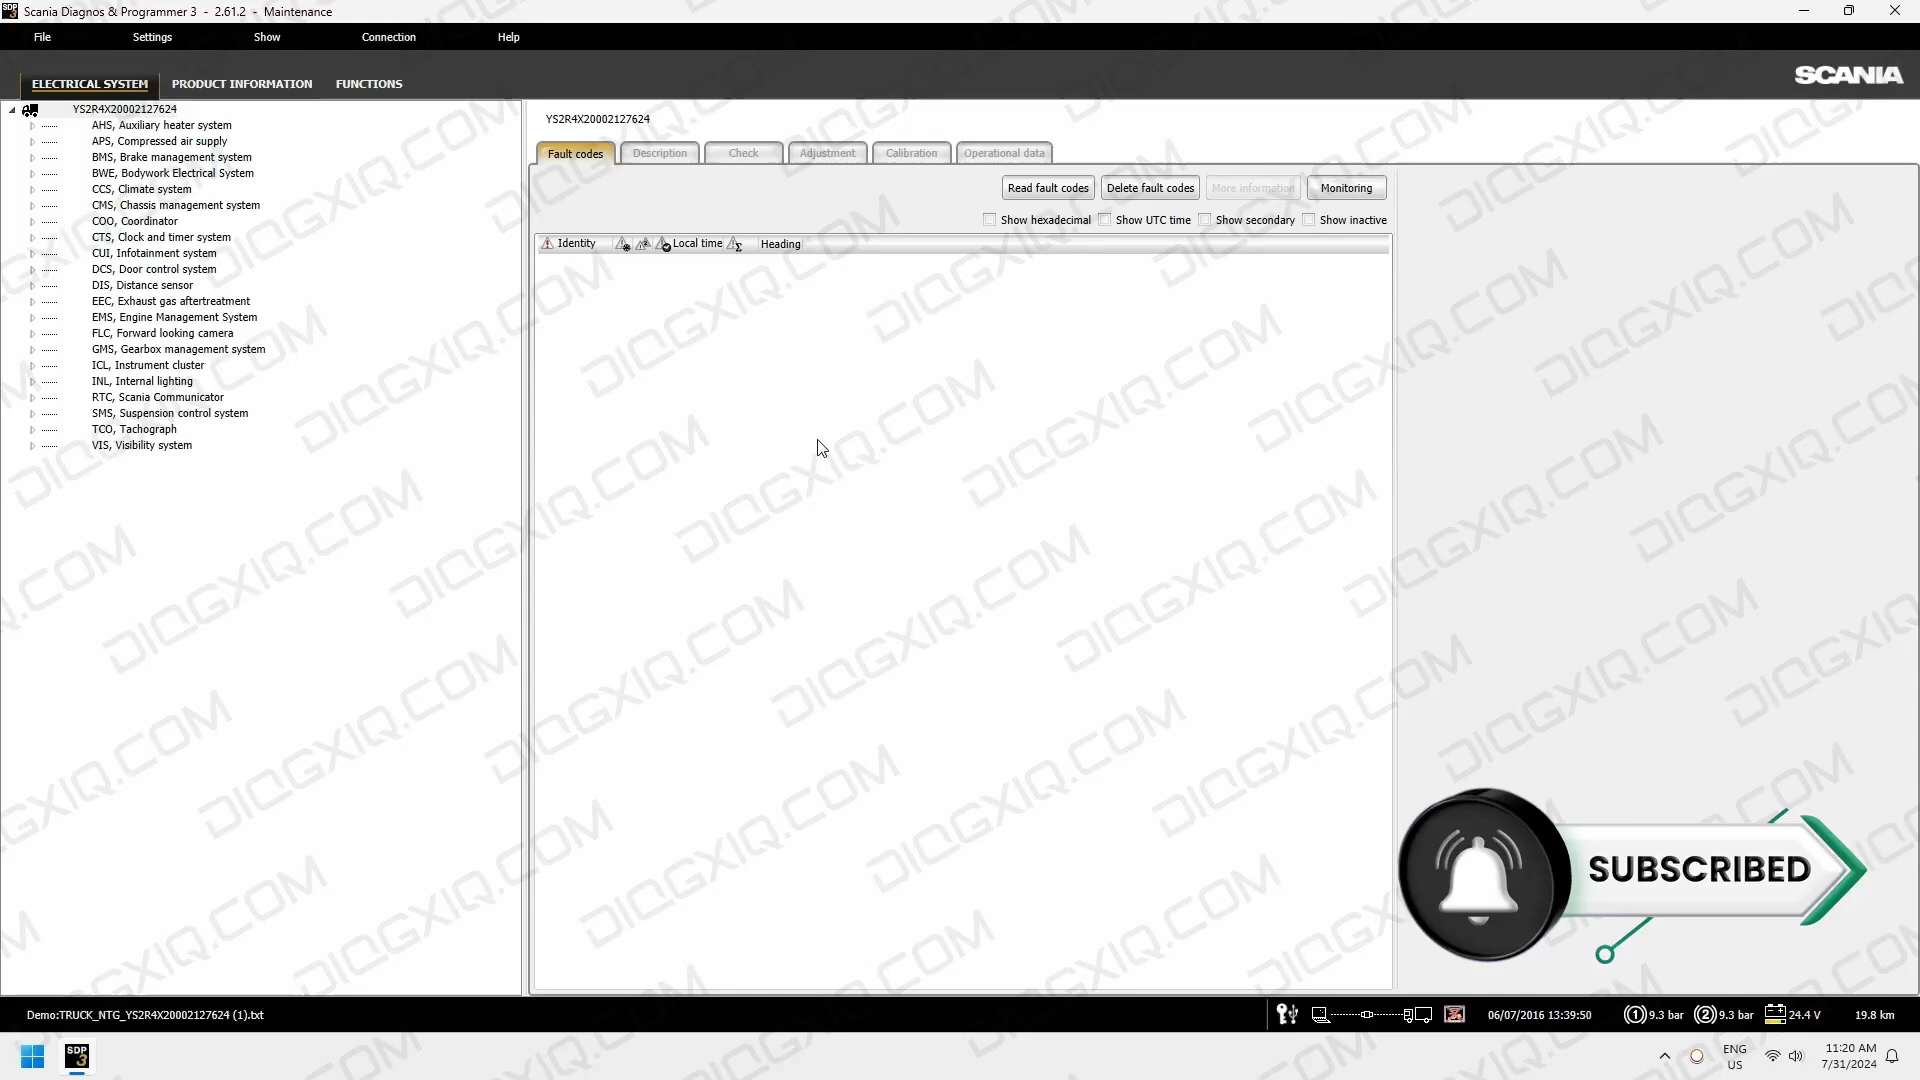 Scania Diagnos & Programmer 3 - 2.61.2 - Maintenance
File Settings Show Connection Help
ELECTRICAL SYSTEM PRODUCT INFORMATION FUNCTIONS
SCANIA
YS2R4X20002127624
AHS, Auxiliary heater system
APS, Compressed air supply
BMS, Brake management system
BWE, Bodywork Electrical System
CCS, Climate system
CMS, Chassis management system
COO, Coordinator
CTS, Clock and timer system
CUI, Infotainment system
DCS, Door control system
DIS, Distance sensor
EEC, Exhaust gas aftertreatment
EMS, Engine Management System
FLC, Forward looking camera
GMS, Gearbox management system
ICL, Instrument cluster
INL, Internal lighting
RTC, Scania Communicator
SMS, Suspension control system
TCO, Tachograph
VIS, Visibility system
YS2R4X20002127624
Fault codes Description Check Adjustment Calibration Operational data
Read fault codes Delete fault codes More information Monitoring
Show hexadecimal Show UTC time Show secondary Show inactive
Identity Local time Heading
SUBSCRIBED
Demo:TRUCK_NTG_YS2R4X20002127624 (1).txt
06/07/2016 13:39:50 1 9.3 bar 2 9.3 bar 24.4 V 19.8 km
SDP 3
ENG
US
11:20 AM
7/31/2024
DIQGXIQ.COM